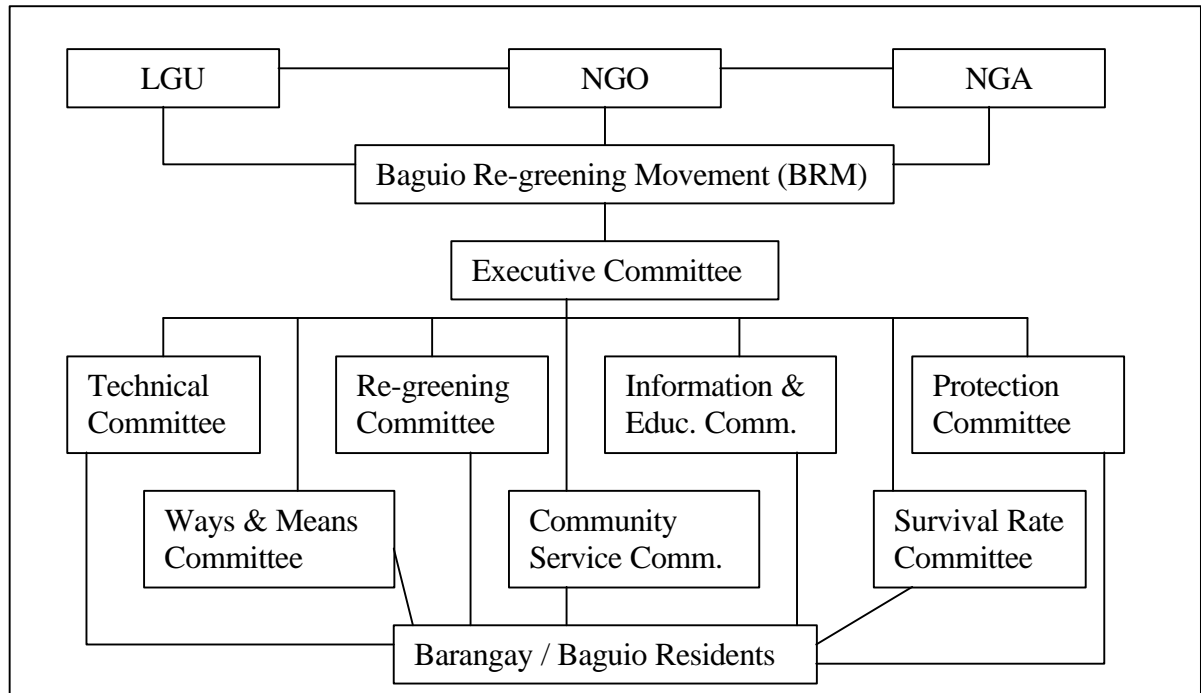 LGU
NGO
NGA
Baguio Re-greening Movement (BRM)
Executive Committee
Technical
Committee
Re-greening
Committee
Information &
Educ. Comm.
Protection
Committee
Ways & Means
Committee
Community
Service Comm.
Survival Rate
Committee
Barangay / Baguio Residents